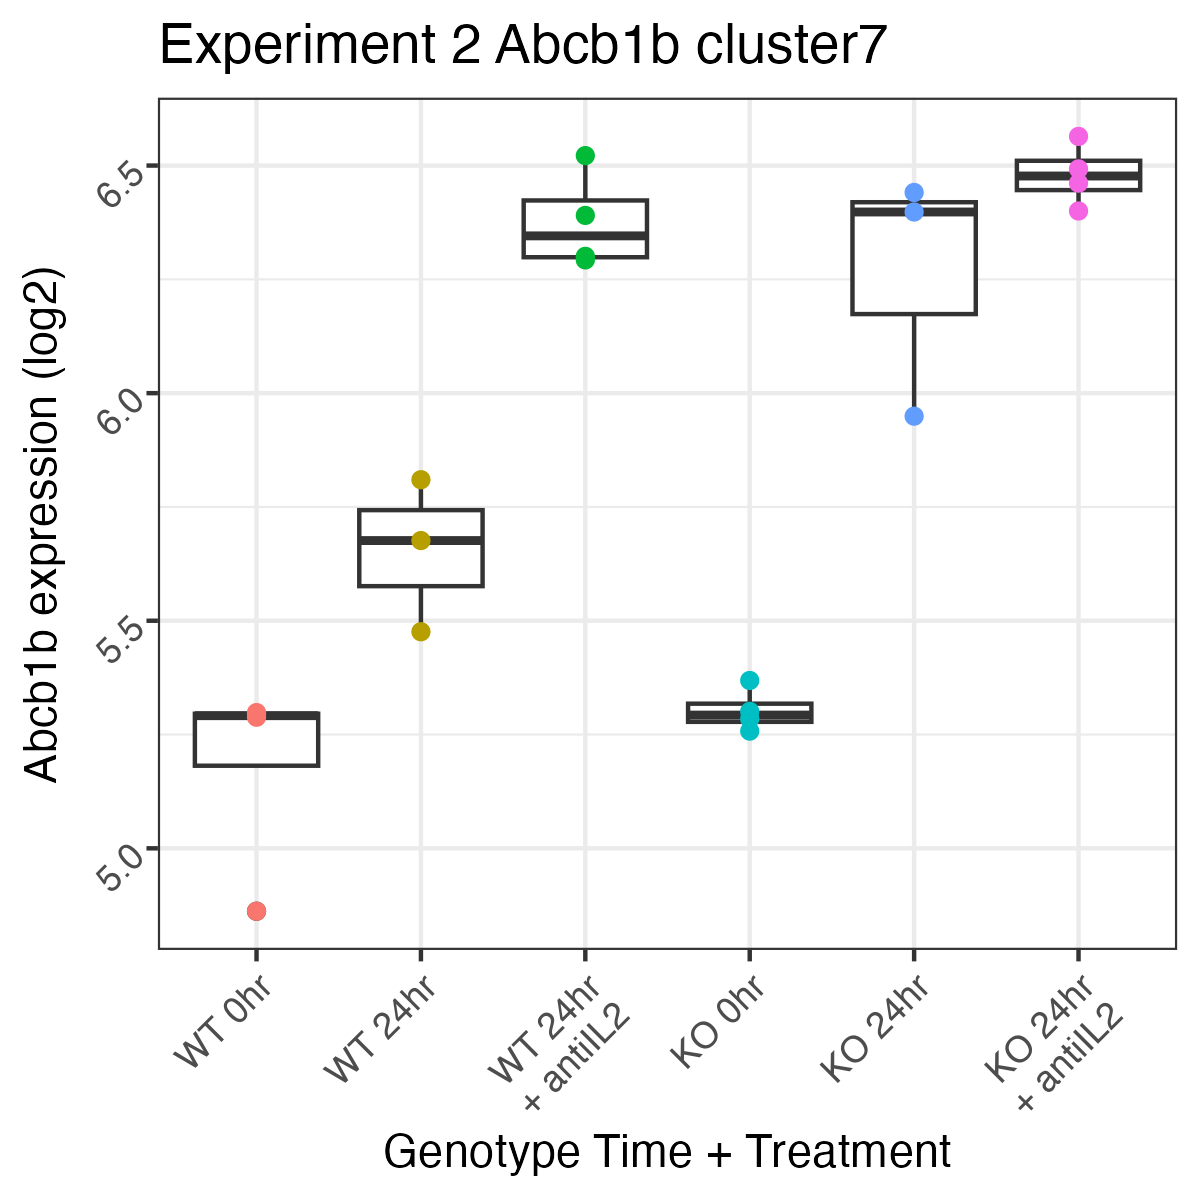 Experiment 2 Abcb1b cluster7
Abcb1b expression (log2)
6.5
6.0
5.5
5.0
WT 0hr
WT 24hr
WT 24hr
+ antiIL2
KO 0hr
KO 24hr
KO 24hr
+ antiIL2
Genotype Time + Treatment